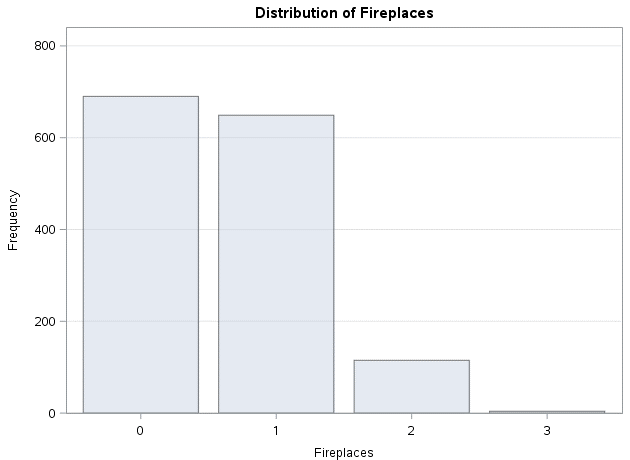 Distribution of Fireplaces
800
600
400
200
0
Frequency
0 1 2 3
Fireplaces